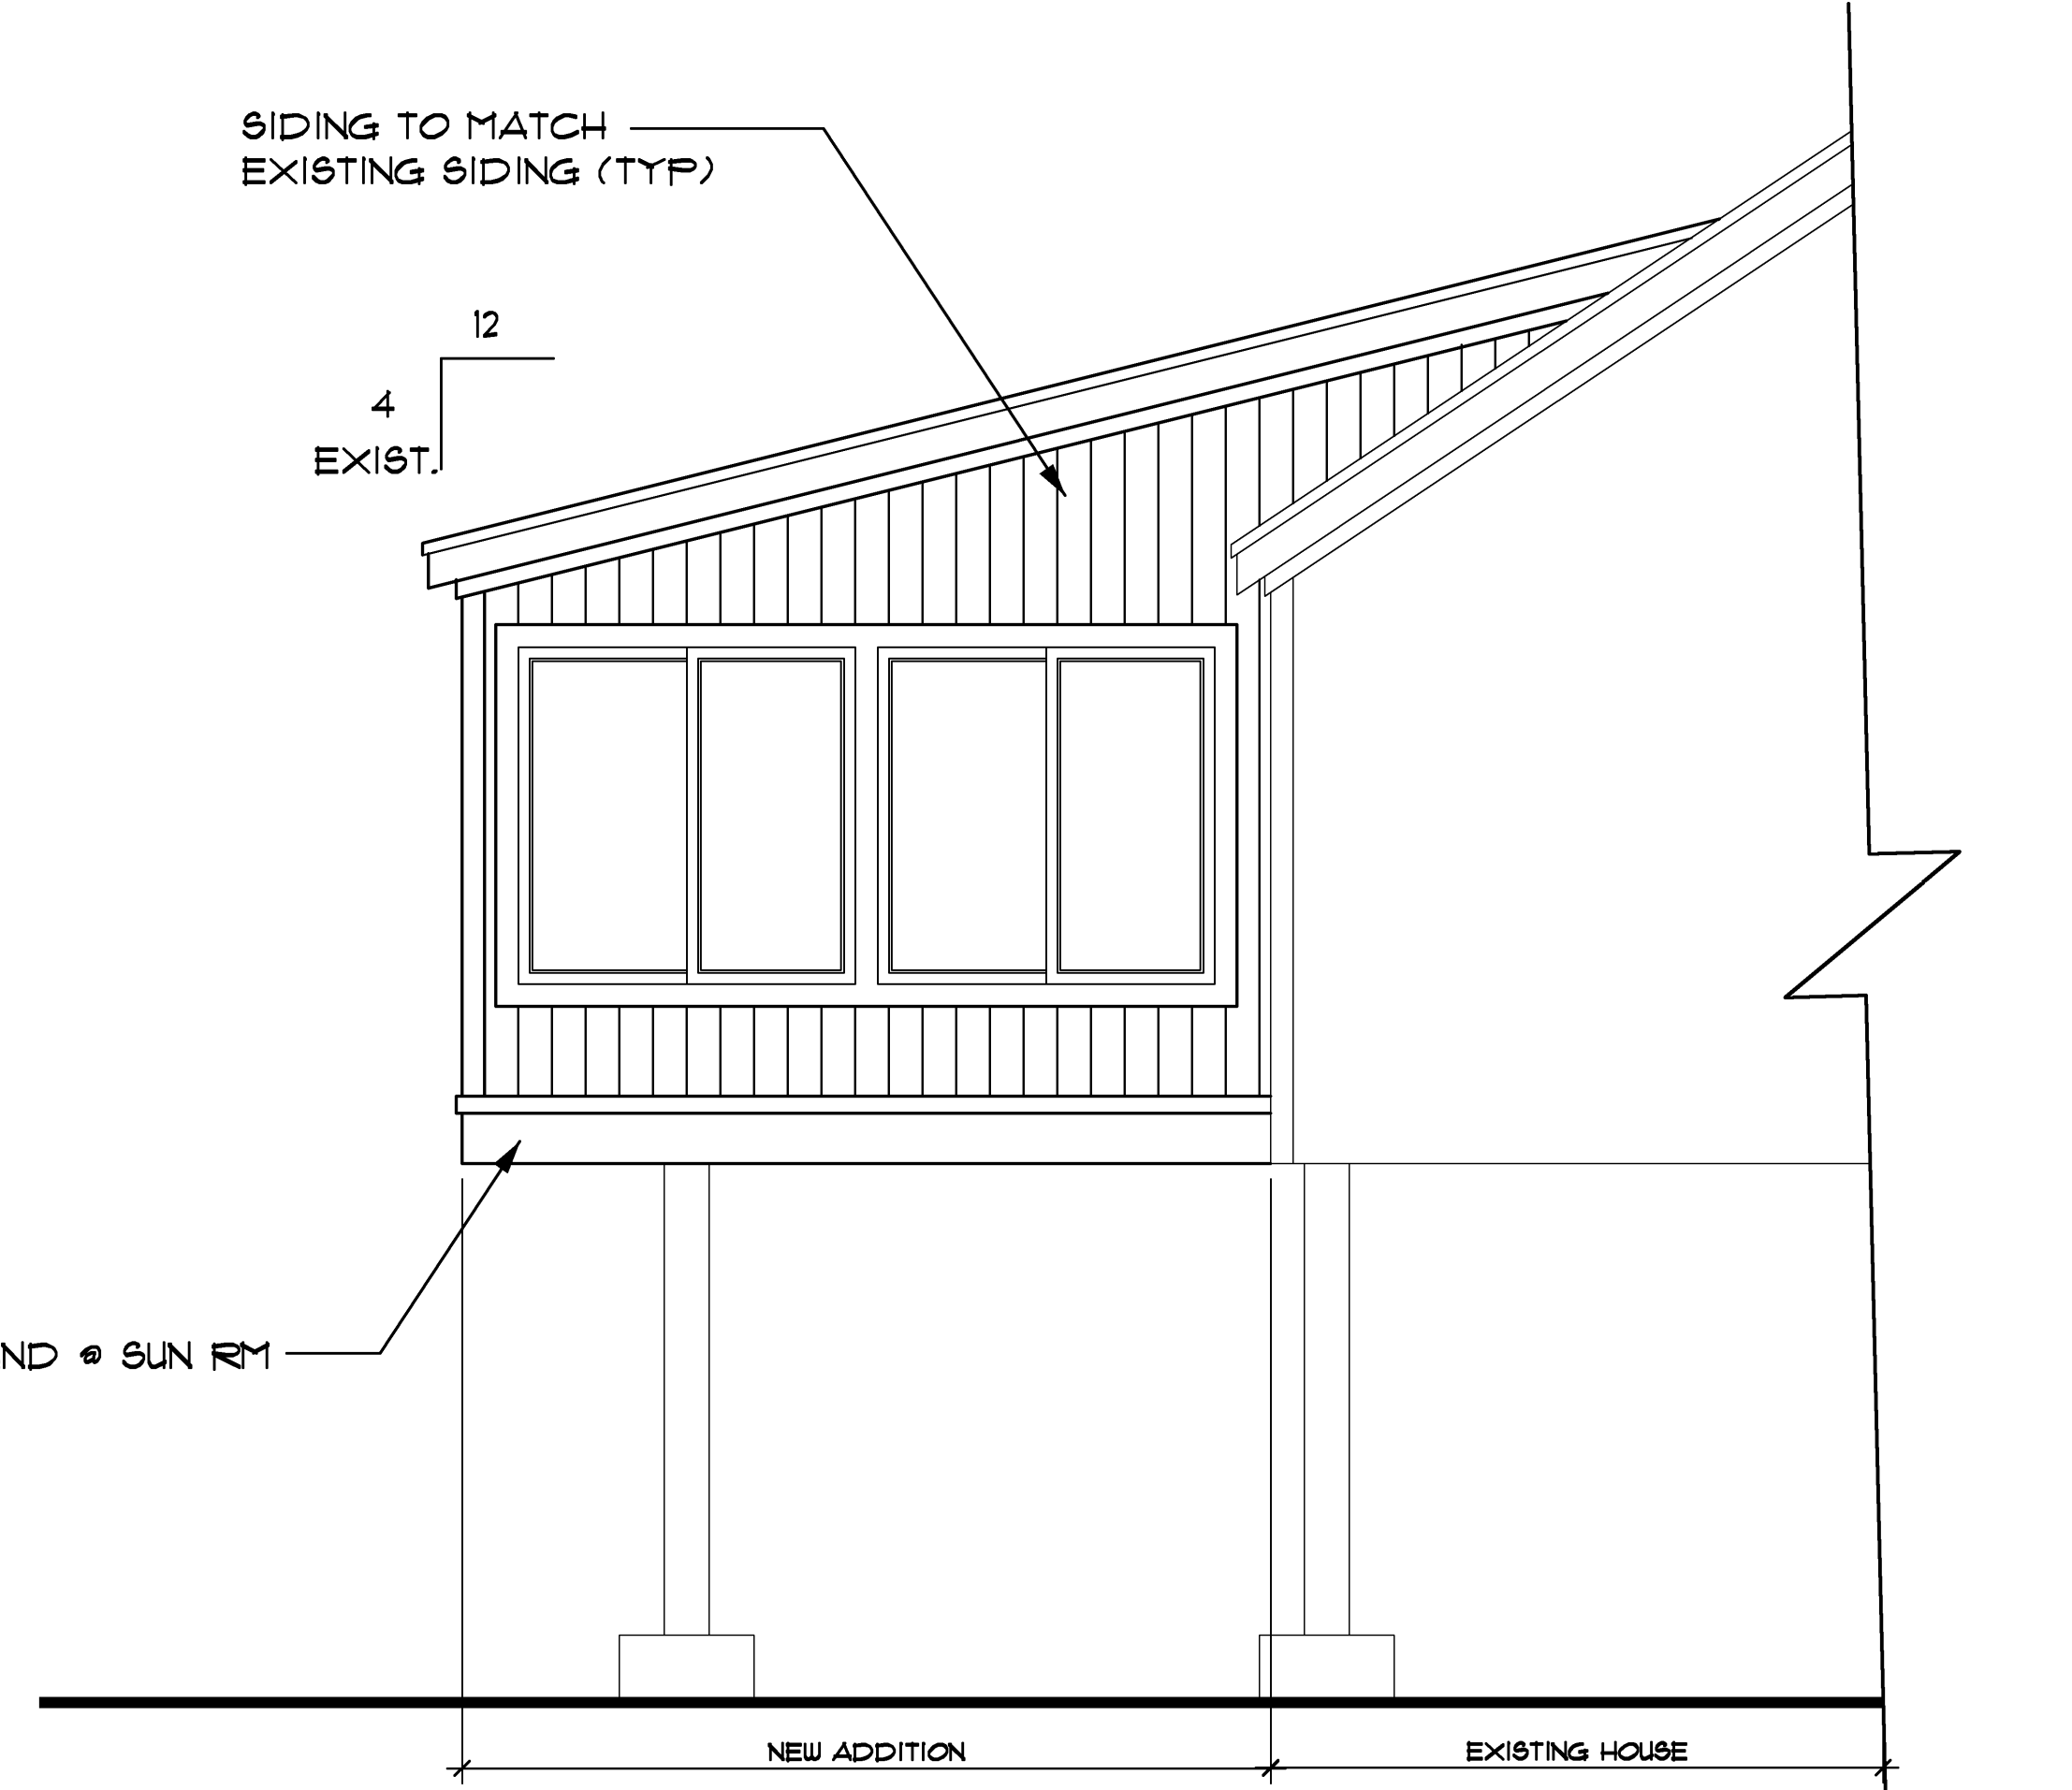 SIDING TO MATCH
EXISTING SIDING (TYP)
12
4
EXIST.
ND @ SUN RM
NEW ADDITION
EXISTING HOUSE